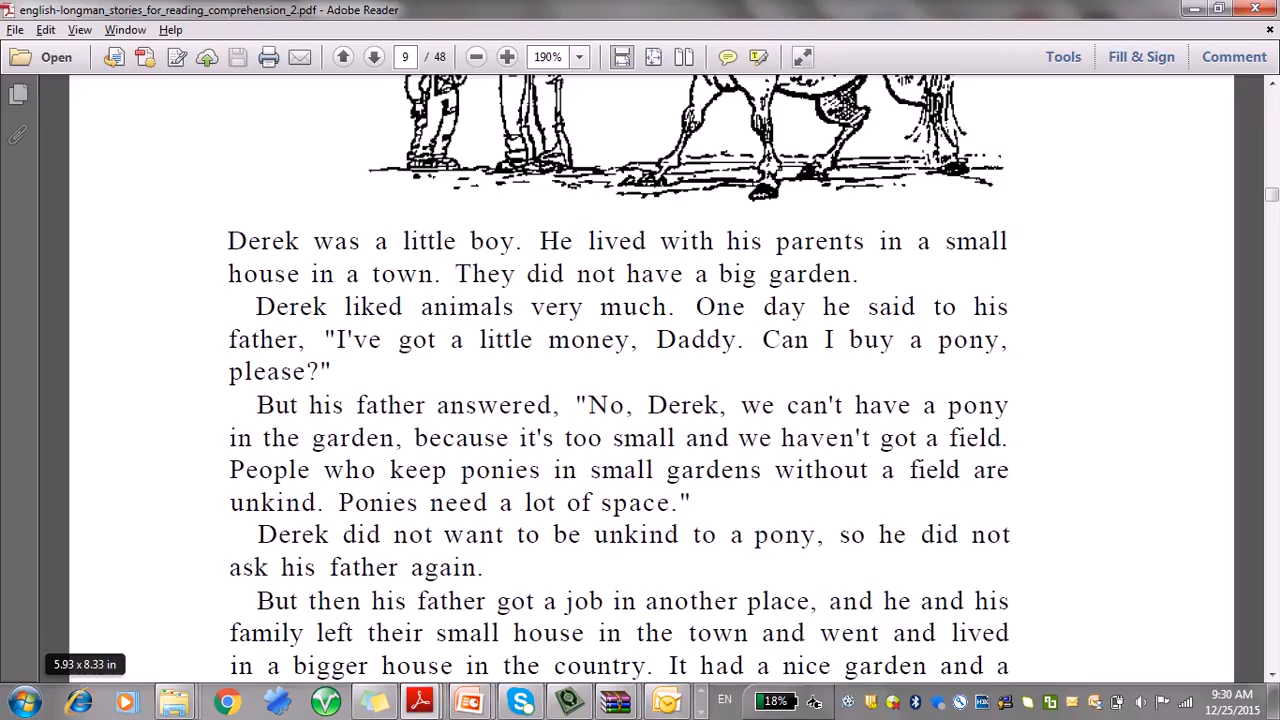 english-longman_stories_for_reading_comprehension_2.pdf - Adobe Reader
File Edit View Window Help
Open 9 / 48 190% Tools Fill & Sign Comment
Derek was a little boy. He lived with his parents in a small
house in a town. They did not have a big garden.
Derek liked animals very much. One day he said to his
father, "I've got a little money, Daddy. Can I buy a pony,
please?"
But his father answered, "No, Derek, we can't have a pony
in the garden, because it's too small and we haven't got a field.
People who keep ponies in small gardens without a field are
unkind. Ponies need a lot of space."
Derek did not want to be unkind to a pony, so he did not
ask his father again.
But then his father got a job in another place, and he and his
family left their small house in the town and went and lived
in a bigger house in the country. It had a nice garden and a
5.93 x 8.33 in
EN 18% 9:30 AM
12/25/2015